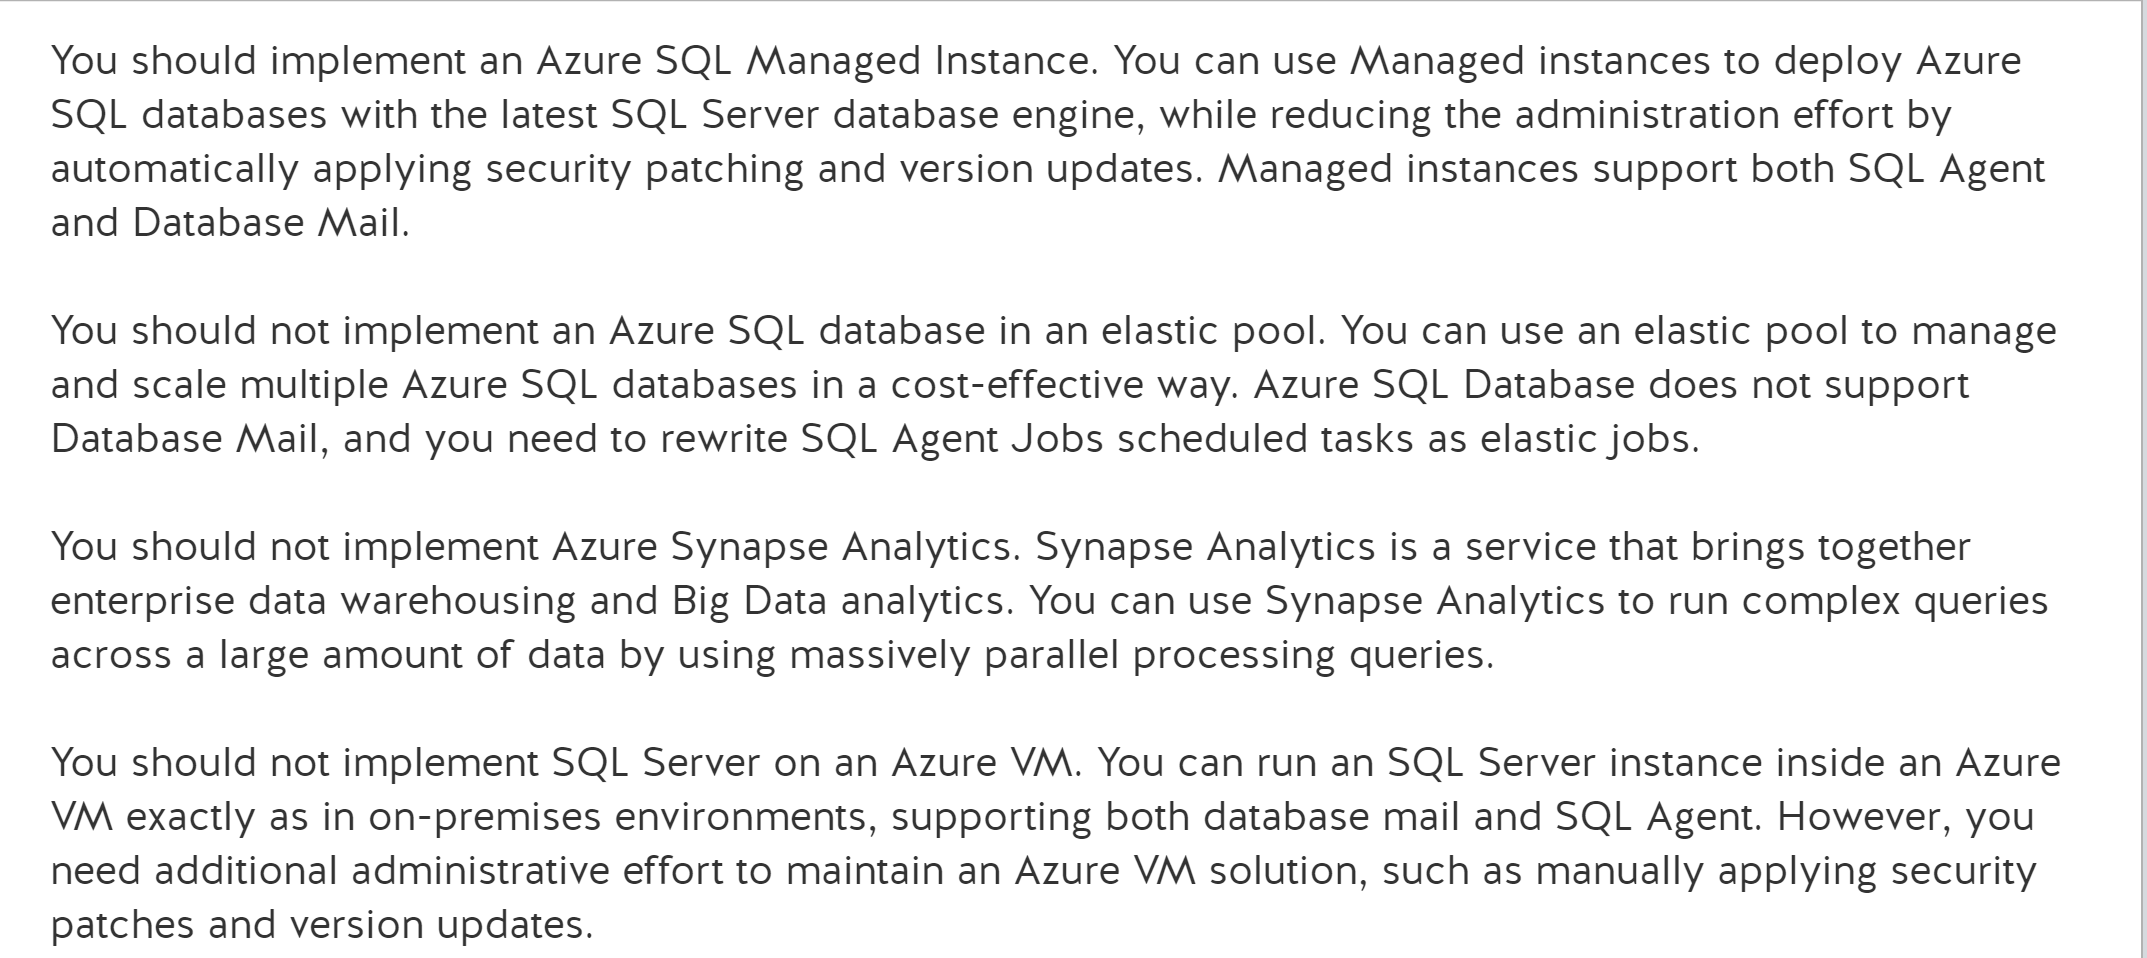 You should implement an Azure SQL Managed Instance. You can use Managed instances to deploy Azure
SQL databases with the latest SQL Server database engine, while reducing the administration effort by
automatically applying security patching and version updates. Managed instances support both SQL Agent
and Database Mail.
You should not implement an Azure SQL database in an elastic pool. You can use an elastic pool to manage
and scale multiple Azure SQL databases in a cost-effective way. Azure SQL Database does not support
Database Mail, and you need to rewrite SQL Agent Jobs scheduled tasks as elastic jobs.
You should not implement Azure Synapse Analytics. Synapse Analytics is a service that brings together
enterprise data warehousing and Big Data analytics. You can use Synapse Analytics to run complex queries
across a large amount of data by using massively parallel processing queries.
You should not implement SQL Server on an Azure VM. You can run an SQL Server instance inside an Azure
VM exactly as in on-premises environments, supporting both database mail and SQL Agent. However, you
need additional administrative effort to maintain an Azure VM solution, such as manually applying security
patches and version updates.